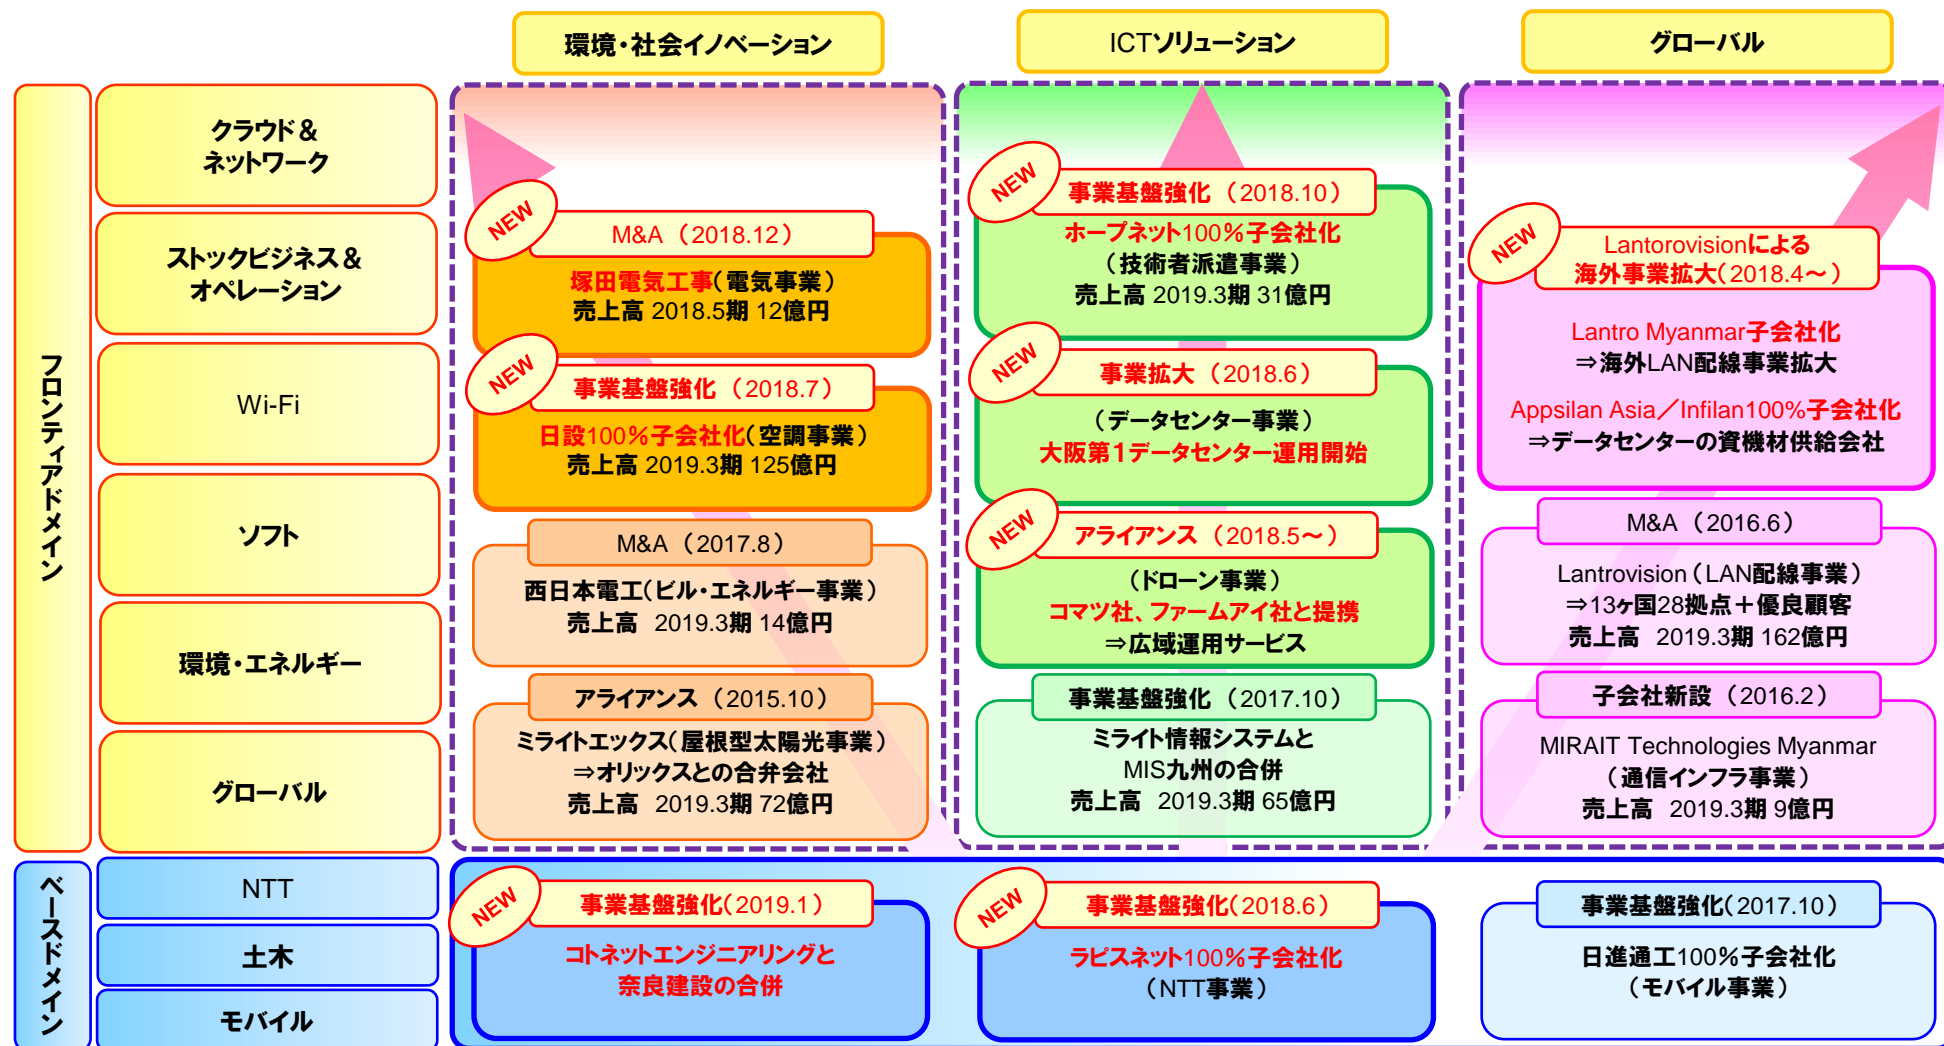 環境・社会イノベーション
ICTソリューション
グローバル
フロンティアドメイン
クラウド＆
ネットワーク
ストックビジネス＆
オペレーション
Wi-Fi
ソフト
環境・エネルギー
グローバル
NEW
M&A （2018.12）
塚田電気工事（電気事業）
売上高 2018.5期 12億円
NEW
事業基盤強化 （2018.7）
日設100％子会社化（空調事業）
売上高 2019.3期 125億円
M&A （2017.8）
西日本電工（ビル・エネルギー事業）
売上高 2019.3期 14億円
アライアンス （2015.10）
ミライトエックス（屋根型太陽光事業）
⇒オリックスとの合弁会社
売上高 2019.3期 72億円
NEW
事業基盤強化 （2018.10）
ホープネット100％子会社化
（技術者派遣事業）
売上高 2019.3期 31億円
NEW
事業拡大 （2018.6）
（データセンター事業）
大阪第１データセンター運用開始
NEW
アライアンス （2018.5～）
（ドローン事業）
コマツ社、ファームアイ社と提携
⇒広域運用サービス
事業基盤強化 （2017.10）
ミライト情報システムと
MIS九州の合併
売上高 2019.3期 65億円
NEW
Lantorovisionによる
海外事業拡大（2018.4～）
Lantro Myanmar子会社化
⇒海外LAN配線事業拡大
Appsilan Asia／Infilan100%子会社化
⇒データセンターの資機材供給会社
M&A （2016.6）
Lantrovision（LAN配線事業）
⇒13ヶ国28拠点＋優良顧客
売上高 2019.3期 162億円
子会社新設 （2016.2）
MIRAIT Technologies Myanmar
（通信インフラ事業）
売上高 2019.3期 9億円
ベースドメイン
NTT
土木
モバイル
NEW
事業基盤強化（2019.1）
コトネットエンジニアリングと
奈良建設の合併
NEW
事業基盤強化（2018.6）
ラピスネット100％子会社化
（NTT事業）
事業基盤強化（2017.10）
日進通工100％子会社化
（モバイル事業）